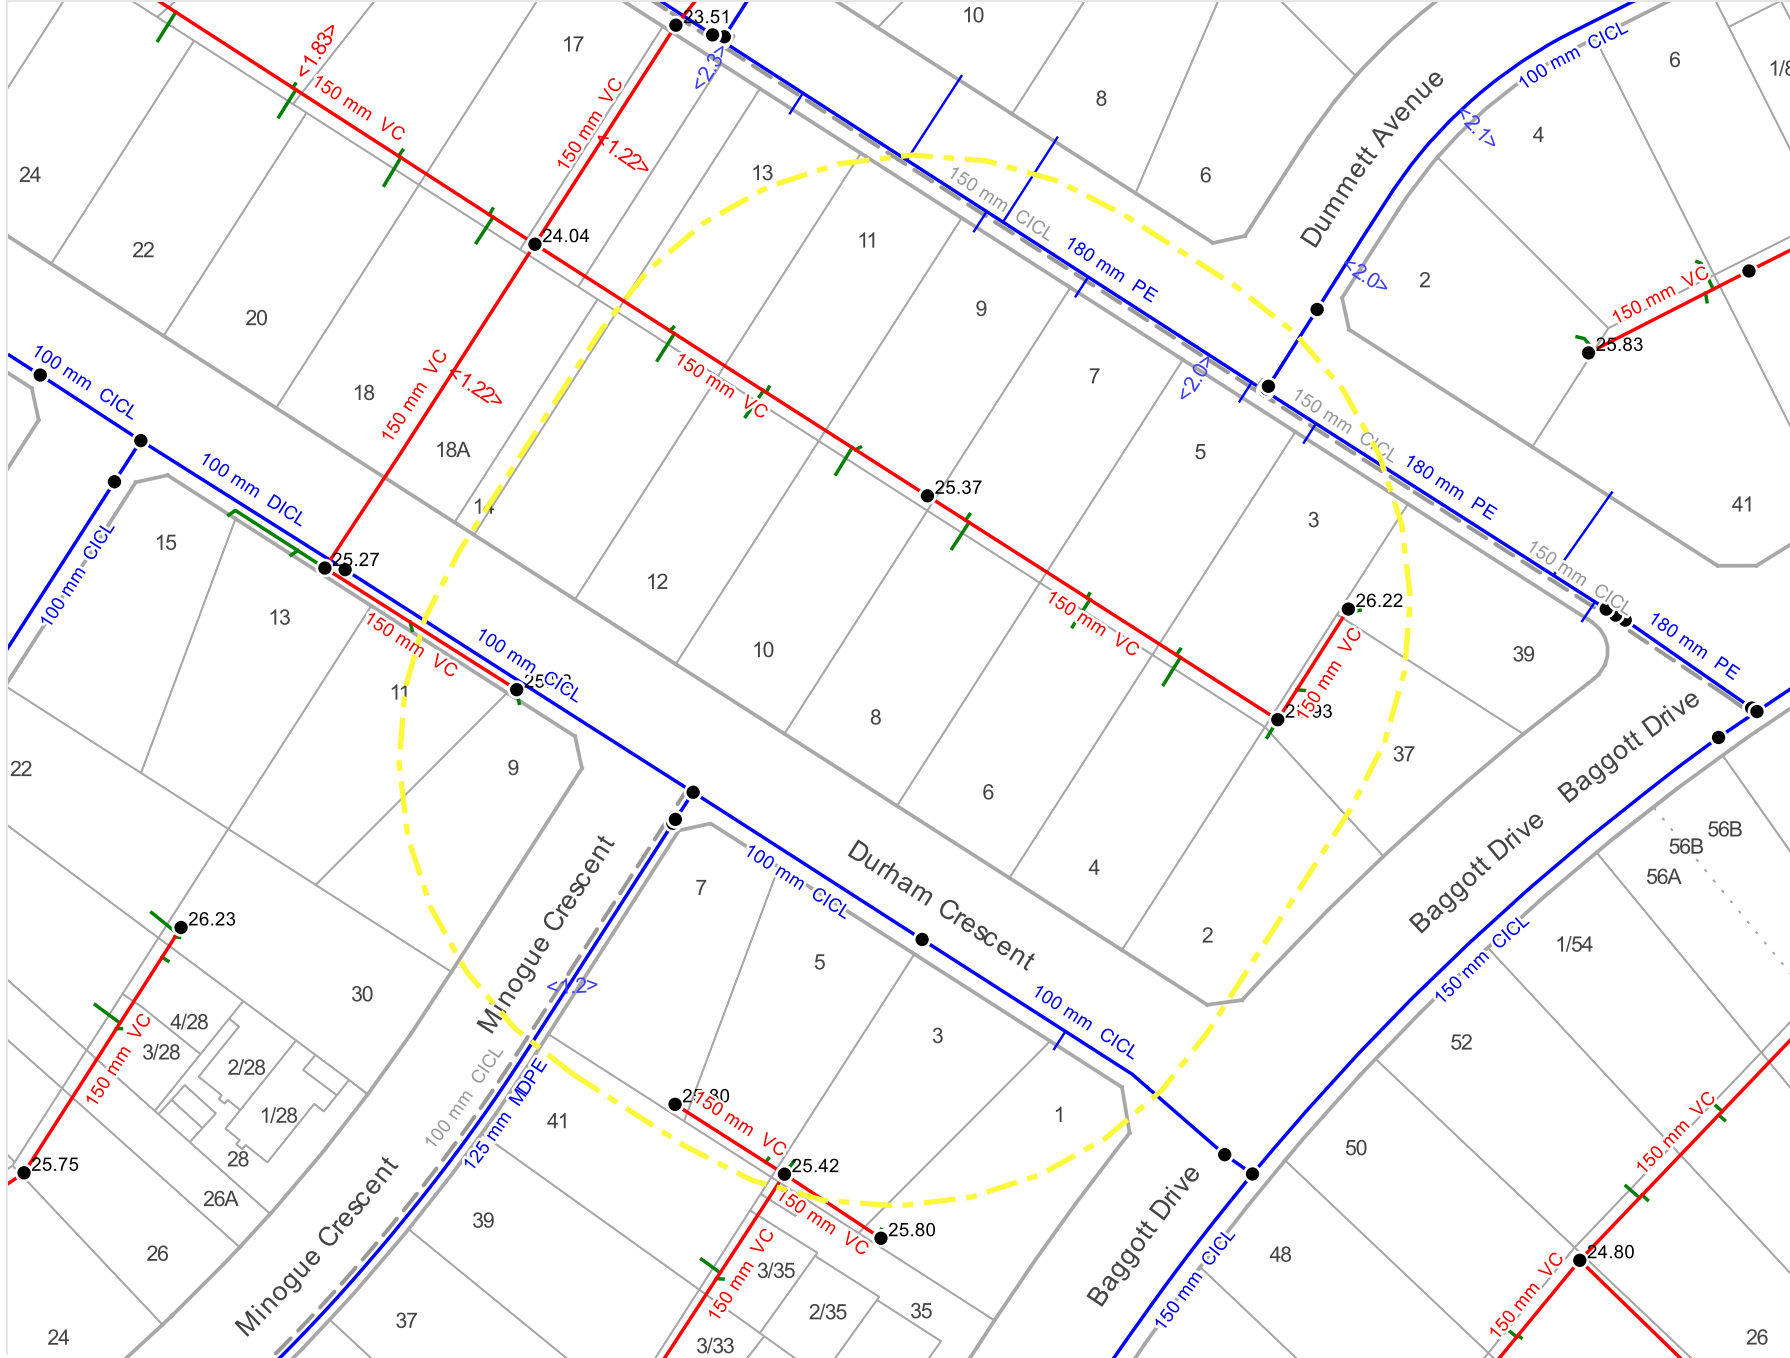 23.51
10
17
6
1/8
100 mm CICL
<1.83>
<2.3>
8
150 mm VC
150 mm VC
<1.22>
<2.1>
4
24
13
6
Dummett Avenue
150 mm CICL
24.04
11
22
180 mm PE
<2.0>
2
150 mm VC
9
20
25.83
100 mm CICL
150 mm VC
7
<2.0>
18
<1.22>
150 mm VC
150 mm CICL
18A
5
100 mm DICL
180 mm PE
25.37
14
3
41
15
100 mm CICL
25.27
150 mm CICL
12
26.22
13
150 mm VC
150 mm VC
100 mm CICL
10
39
180 mm PE
150 mm VC
11
8
37
22
9
Baggott Drive
6
56B
56B
Durham Crescent
4
56A
7
100 mm CICL
Baggott Drive
26.23
2
1/54
Minogue Crescent
5
150 mm CICL
<1.2>
30
4/28
100 mm CICL
3
52
3/28
2/28
150 mm VC
100 mm CICL
125 mm MDPE
150 mm VC
1/28
41
1
150 mm VC
50
28
25.75
25.42
26A
39
150 mm VC
25.80
Baggott Drive
26
150 mm VC
3/35
48
24.80
150 mm CICL
Minogue Crescent
2/35
35
150 mm VC
37
24
3/33
26